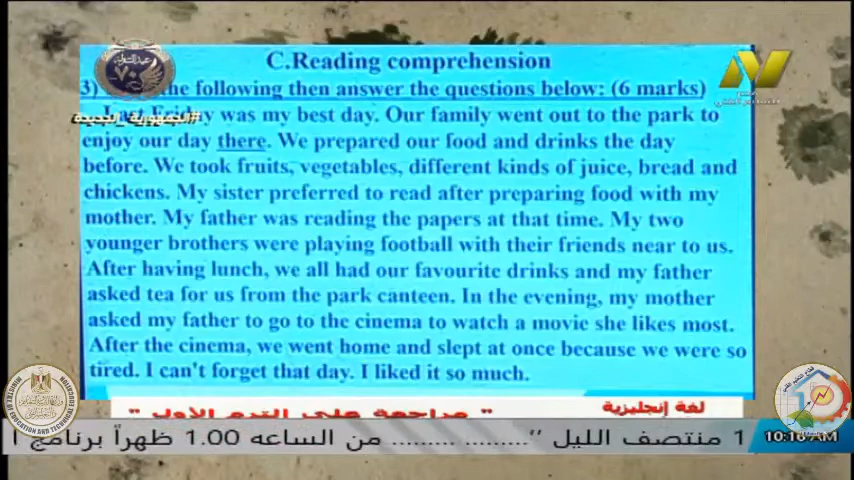 C.Reading comprehension
3) the following then answer the questions below: (6 marks)
Last Friday was my best day. Our family went out to the park to
enjoy our day there. We prepared our food and drinks the day
before. We took fruits, vegetables, different kinds of juice, bread and
chickens. My sister preferred to read after preparing food with my
mother. My father was reading the papers at that time. My two
younger brothers were playing football with their friends near to us.
After having lunch, we all had our favourite drinks and my father
asked tea for us from the park canteen. In the evening, my mother
asked my father to go to the cinema to watch a movie she likes most.
After the cinema, we went home and slept at once because we were so
tired. I can't forget that day. I liked it so much.
#الجمهورية_الجديدة
مصر
لغة إنجليزية
" مراجعة على الترم الأول "
1 منتصف الليل ‘‘......... ......... من الساعه 1.00 ظهراً برنامج ا
10:16 AM